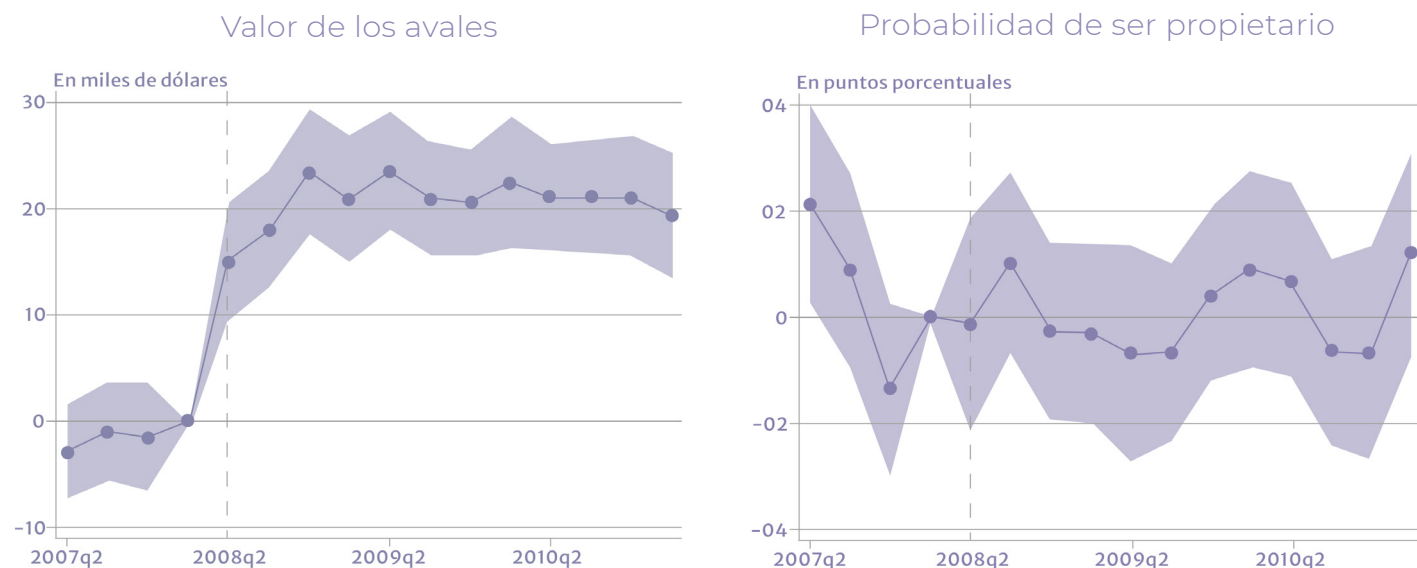 Valor de los avales
En miles de dólares
30
20
10
0
-10
2007q2 2008q2 2009q2 2010q2
Probabilidad de ser propietario
En puntos porcentuales
04
02
0
-02
-04
2007q2 2008q2 2009q2 2010q2